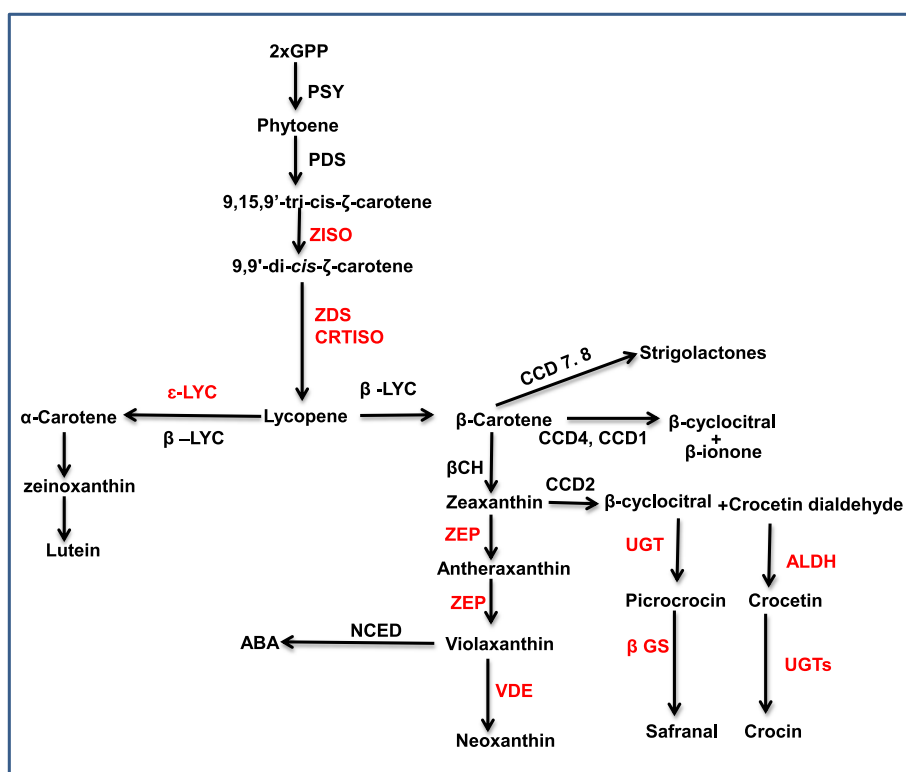 2xGPP
PSY
Phytoene
PDS
9,15,9’-tri-cis-ζ-carotene
ZISO
9,9'-di-cis-ζ-carotene
ZDS
CRTISO
CCD 7. 8
Strigolactones
ε-LYC
β -LYC
α-Carotene
Lycopene
β-Carotene
β –LYC
CCD4, CCD1
β-cyclocitral
+
β-ionone
βCH
CCD2
zeinoxanthin
Zeaxanthin
β-cyclocitral
+Crocetin dialdehyde
ZEP
UGT
ALDH
Lutein
Antheraxanthin
ZEP
Picrocrocin
Crocetin
ABA
NCED
Violaxanthin
β GS
UGTs
VDE
Neoxanthin
Safranal
Crocin